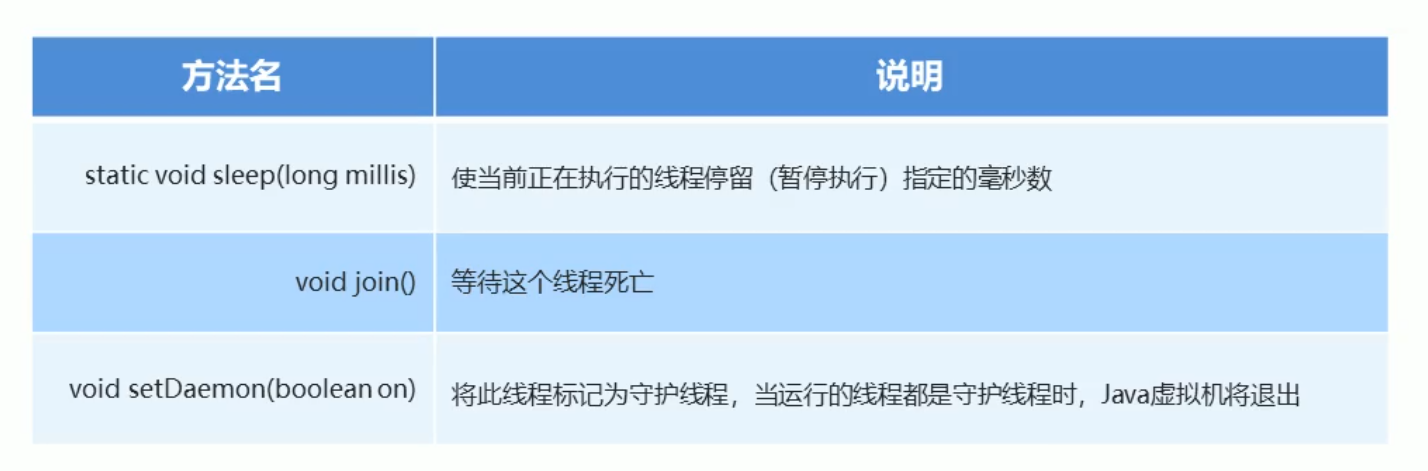 方法名 说明
static void sleep(long millis) 使当前正在执行的线程停留（暂停执行）指定的毫秒数
void join() 等待这个线程死亡
void setDaemon(boolean on) 将此线程标记为守护线程，当运行的线程都是守护线程时，Java虚拟机将退出